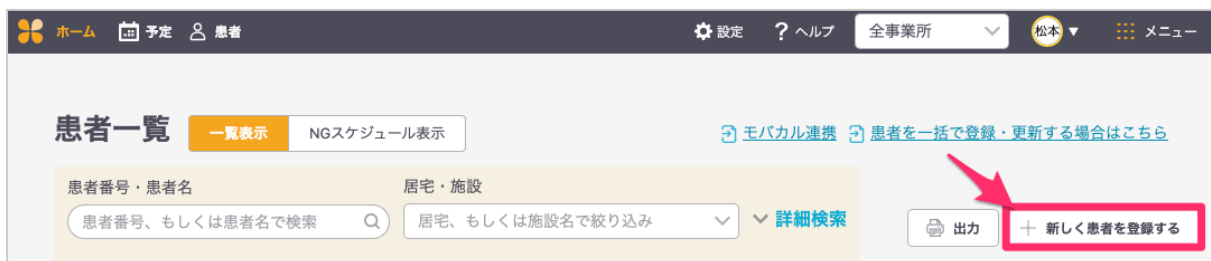 ホーム 予定 患者 設定 ? ヘルプ 全事業所 松本 ▼ メニュー
患者一覧 一覧表示 NGスケジュール表示 モバカル連携 患者を一括で登録・更新する場合はこちら
患者番号・患者名 居宅・施設
患者番号、もしくは患者名で検索 居宅、もしくは施設名で絞り込み 詳細検索 出力 + 新しく患者を登録する